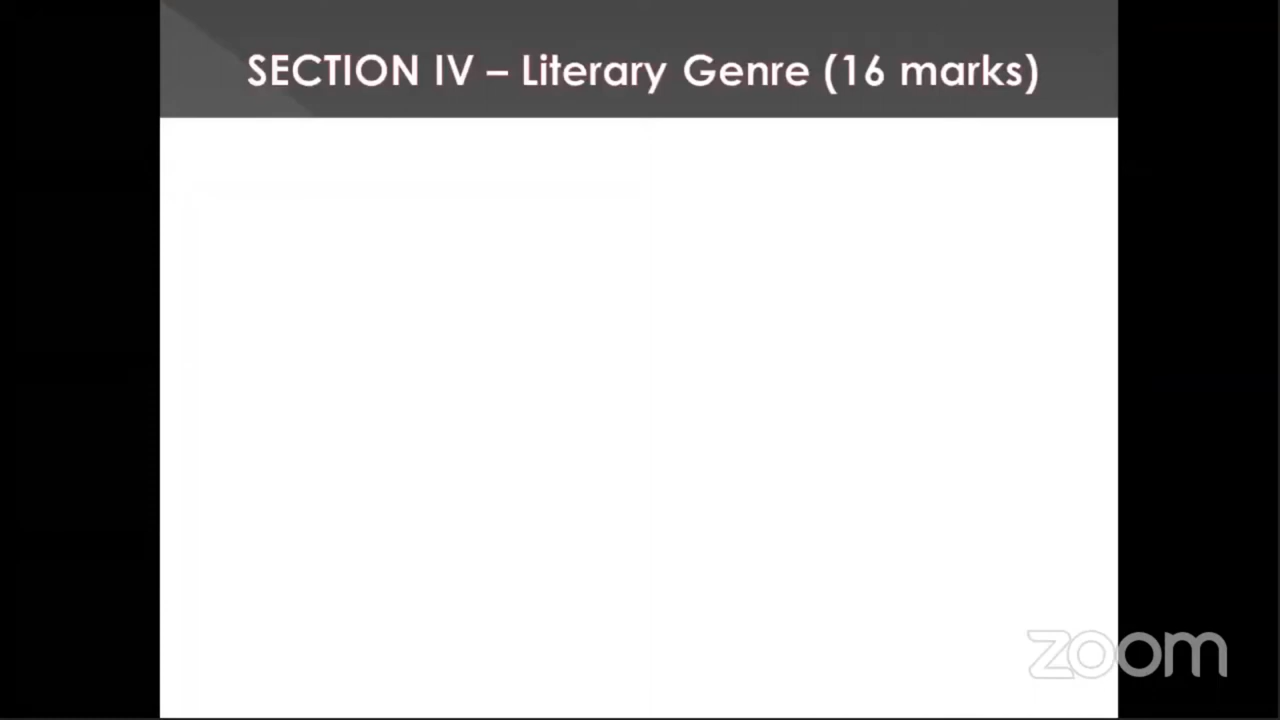 SECTION IV – Literary Genre (16 marks)
zoom